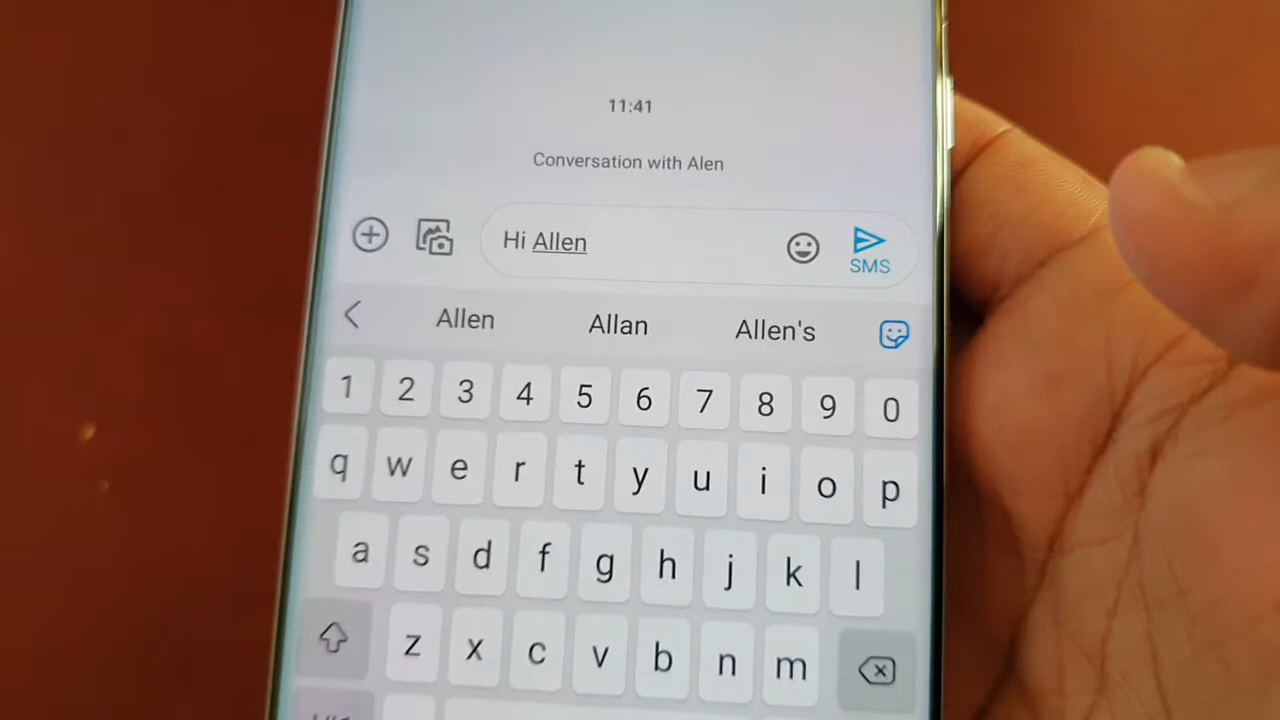 11:41
Conversation with Alen
Hi Allen
SMS
Allen Allan Allen's
1 2 3 4 5 6 7 8 9 0
q w e r t y u i o p
a s d f g h j k l
z x c v b n m